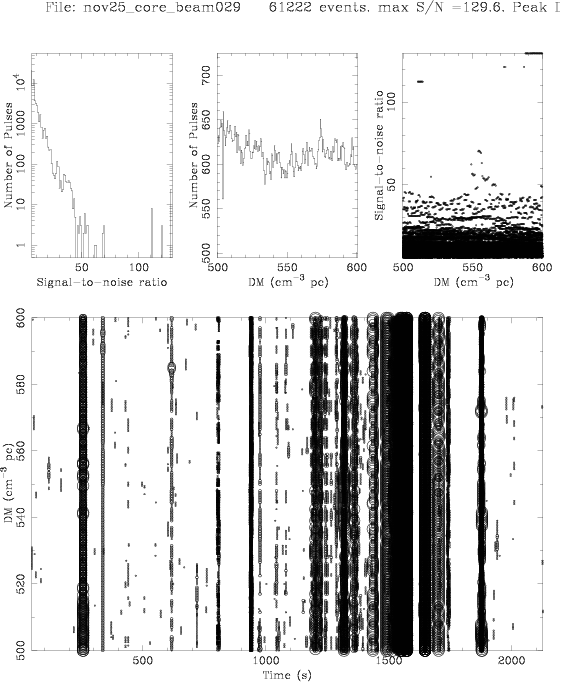 File: nov25_core_beam029 61222 events. max S/N =129.6. Peak
10⁴
1000
100
10
1
Number of Pulses
50 100
Signal-to-noise ratio
700
650
600
550
500
Number of Pulses
500 550 600
DM (cm⁻³ pc)
100
50
Signal-to-noise ratio
500 550 600
DM (cm⁻³ pc)
600
580
560
540
520
500
DM (cm⁻³ pc)
500 1000 1500 2000
Time (s)